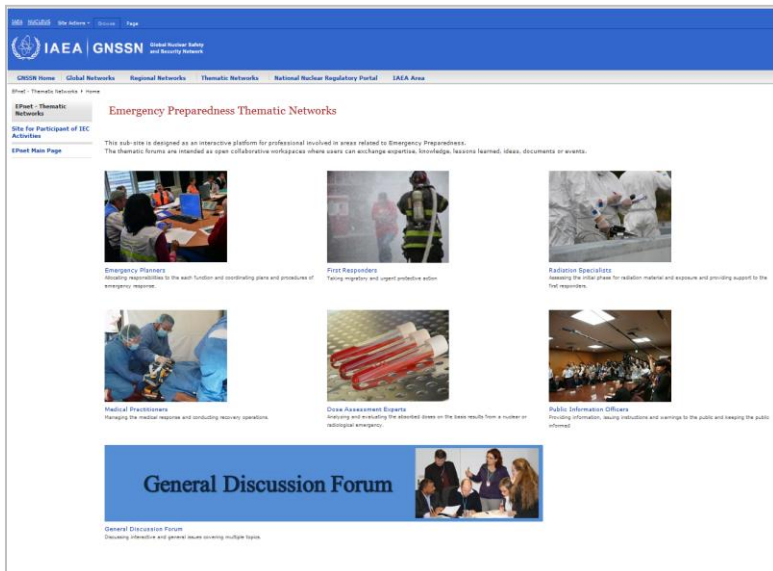 IAEA NUCLEUS Site Actions Browse Page
IAEA GNSSN Global Nuclear Safety
and Security Network
GNSSN Home Global Networks Regional Networks Thematic Networks National Nuclear Regulatory Portal IAEA Area
EPnet - Thematic Networks Home
EPnet - Thematic
Networks
Site for Participant of IEC
Activities
EPnet Main Page
Emergency Preparedness Thematic Networks
This sub-site is designed as an interactive platform for professional involved in areas related to Emergency Preparedness.
The thematic forums are intended as open collaborative workspaces where users can exchange expertise, knowledge, lessons learned, ideas, documents or events.
Emergency Planners
Allocating responsibilities to the each function and coordinating plans and procedures of
emergency response.
First Responders
Taking migratory and urgent protective action
Radiation Specialists
Assessing the initial phase for radiation material and exposure and providing support to the
first responders.
Medical Practitioners
Managing the medical response and conducting recovery operations.
Dose Assessment Experts
Analysing and evaluating the absorbed doses on the basis results from a nuclear or
radiological emergency.
Public Information Officers
Providing information, issuing instructions and warnings to the public and keeping the public
informed
General Discussion Forum
General Discussion Forum
Discussing interactive and general issues covering multiple topics.